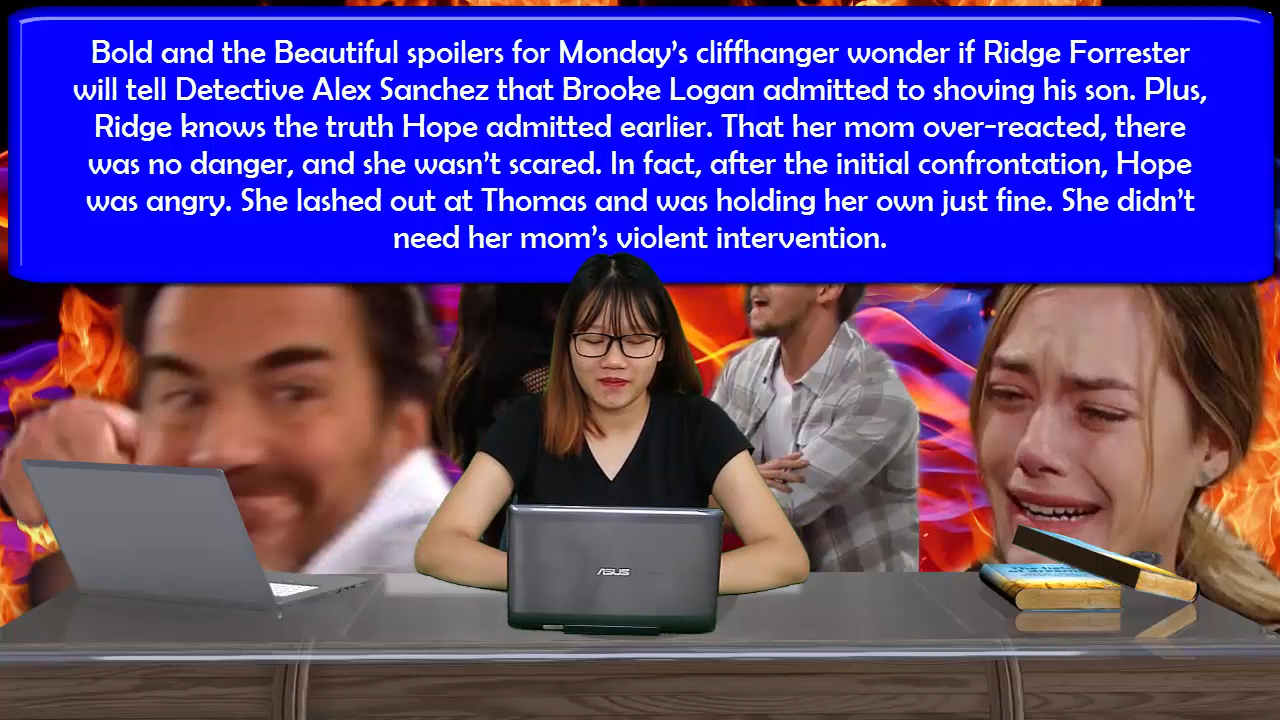 Bold and the Beautiful spoilers for Monday's cliffhanger wonder if Ridge Forrester
will tell Detective Alex Sanchez that Brooke Logan admitted to shoving his son. Plus,
Ridge knows the truth Hope admitted earlier. That her mom over-reacted, there
was no danger, and she wasn't scared. In fact, after the initial confrontation, Hope
was angry. She lashed out at Thomas and was holding her own just fine. She didn't
need her mom's violent intervention.
ASUS